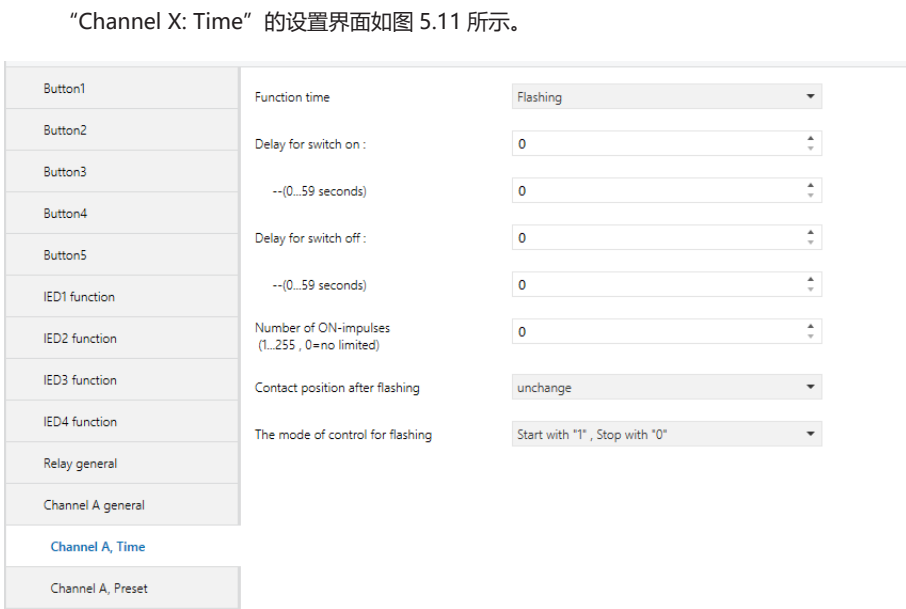 “Channel X: Time”的设置界面如图 5.11 所示。
Button1
Button2
Button3
Button4
Button5
IED1 function
IED2 function
IED3 function
IED4 function
Relay general
Channel A general
Channel A, Time
Channel A, Preset
Function time Flashing
Delay for switch on : 0
--(0...59 seconds) 0
Delay for switch off : 0
--(0...59 seconds) 0
Number of ON-impulses
(1...255 , 0=no limited) 0
Contact position after flashing unchange
The mode of control for flashing Start with "1" , Stop with "0"